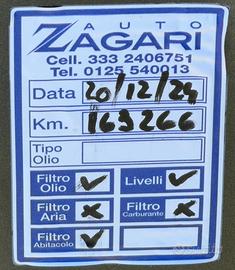 AUTO
ZAGARI
Cell. 333 2406751
Tel. 0125 540013
Data 20/12/24
Km. 163266
Tipo
Olio
Filtro
Olio ✓ Livelli ✓
Filtro
Aria x Filtro
Carburante x
Filtro
Abitacolo ✓